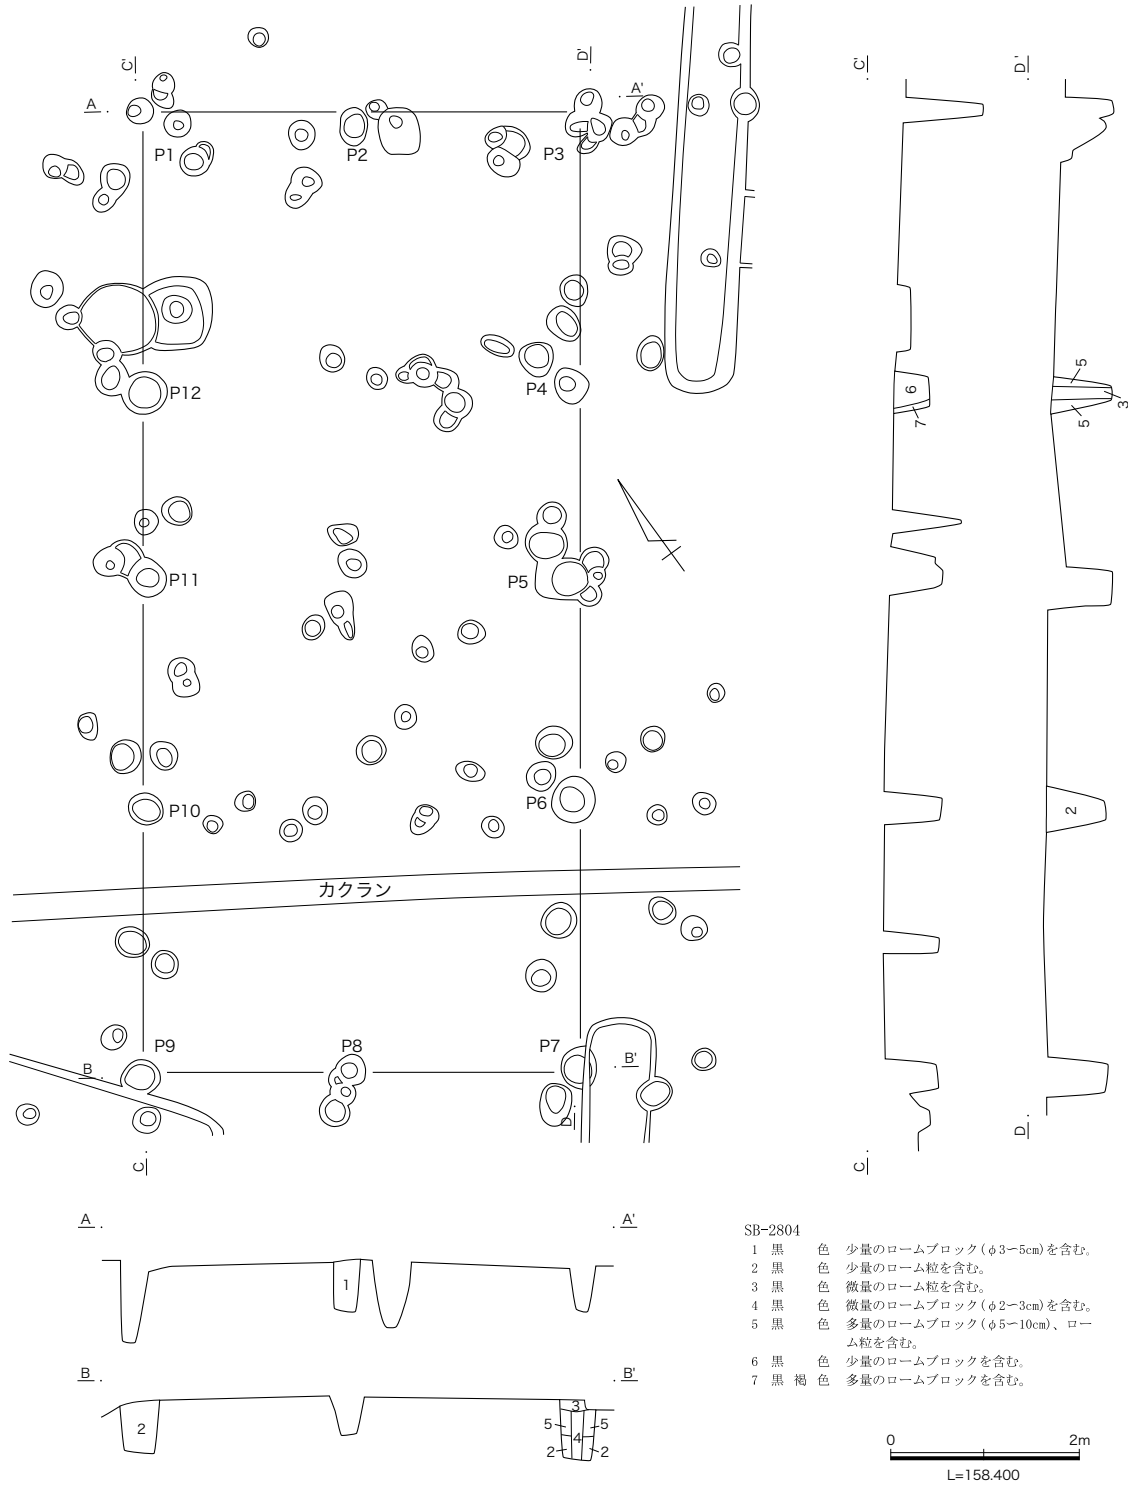 C'
D'
A
A'
P1
P2
P3
P12
P4
P11
P5
P10
P6
カクラン
P9
P8
P7
B
B'
D
C
C'
D'
6
7
5
3
5
2
C
D
A
A'
1
B
B'
2
3
5
5
4
2
2
SB-2804
1 黒 色 少量のロームブロック(φ3〜5cm)を含む。
2 黒 色 少量のローム粒を含む。
3 黒 色 微量のローム粒を含む。
4 黒 色 微量のロームブロック(φ2〜3cm)を含む。
5 黒 色 多量のロームブロック(φ5〜10cm)、ロー
ム粒を含む。
6 黒 色 少量のロームブロックを含む。
7 黒 褐 色 多量のロームブロックを含む。
0 2m
L=158.400